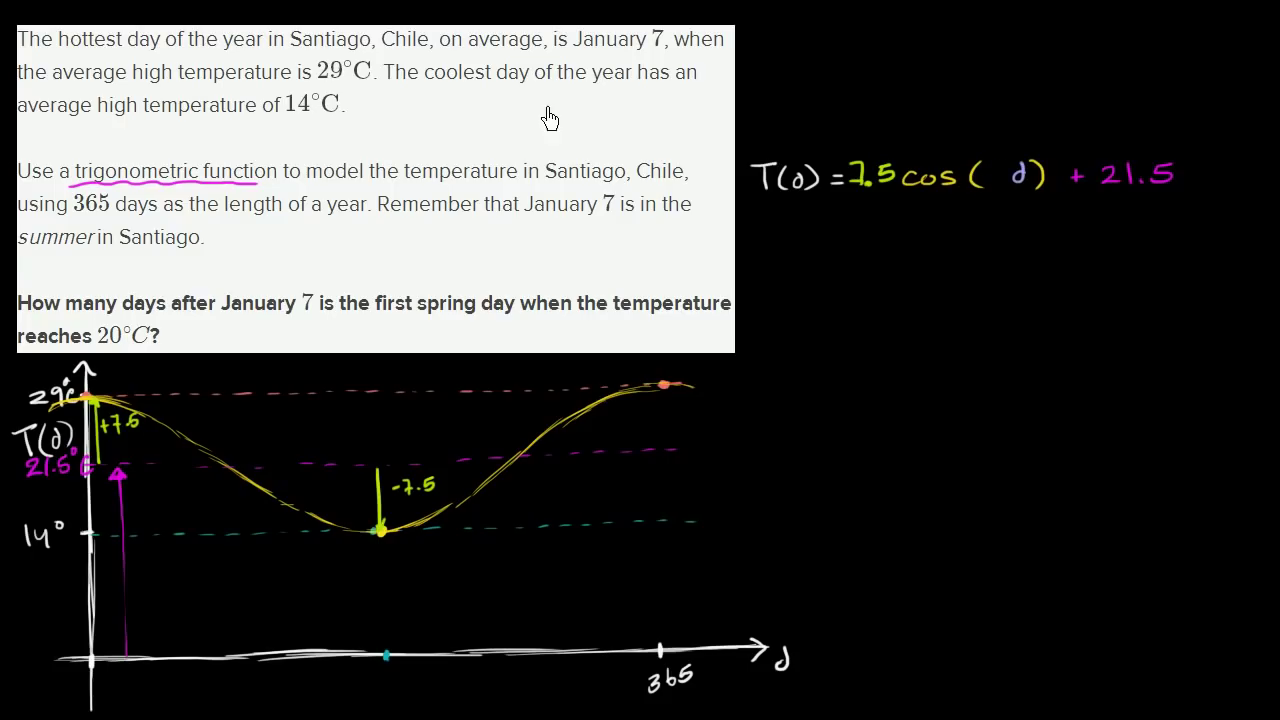 The hottest day of the year in Santiago, Chile, on average, is January 7, when
the average high temperature is 29°C. The coolest day of the year has an
average high temperature of 14°C.
Use a trigonometric function to model the temperature in Santiago, Chile,
using 365 days as the length of a year. Remember that January 7 is in the
summer in Santiago.
How many days after January 7 is the first spring day when the temperature
reaches 20°C?
T(d) = 7.5 cos( d) + 21.5
29°C
+7.5
T(d)
21.5°C
-7.5
14°
365
d